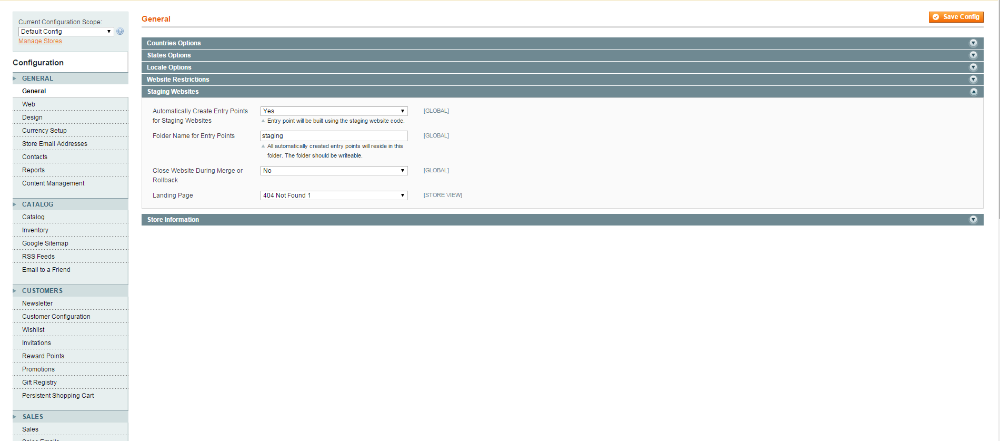 Current Configuration Scope:
Default Config
Manage Stores
Configuration
GENERAL
General
Web
Design
Currency Setup
Store Email Addresses
Contacts
Reports
Content Management
CATALOG
Catalog
Inventory
Google Sitemap
RSS Feeds
Email to a Friend
CUSTOMERS
Newsletter
Customer Configuration
Wishlist
Invitations
Reward Points
Promotions
Gift Registry
Persistent Shopping Cart
SALES
Sales
Sales Emails
General
Save Config
Countries Options
States Options
Locale Options
Website Restrictions
Staging Websites
Automatically Create Entry Points
for Staging Websites
Yes
[GLOBAL]
Entry point will be built using the staging website code.
Folder Name for Entry Points
staging
[GLOBAL]
All automatically created entry points will reside in this
folder. The folder should be writeable.
Close Website During Merge or
Rollback
No
[GLOBAL]
Landing Page
404 Not Found 1
[STORE VIEW]
Store Information